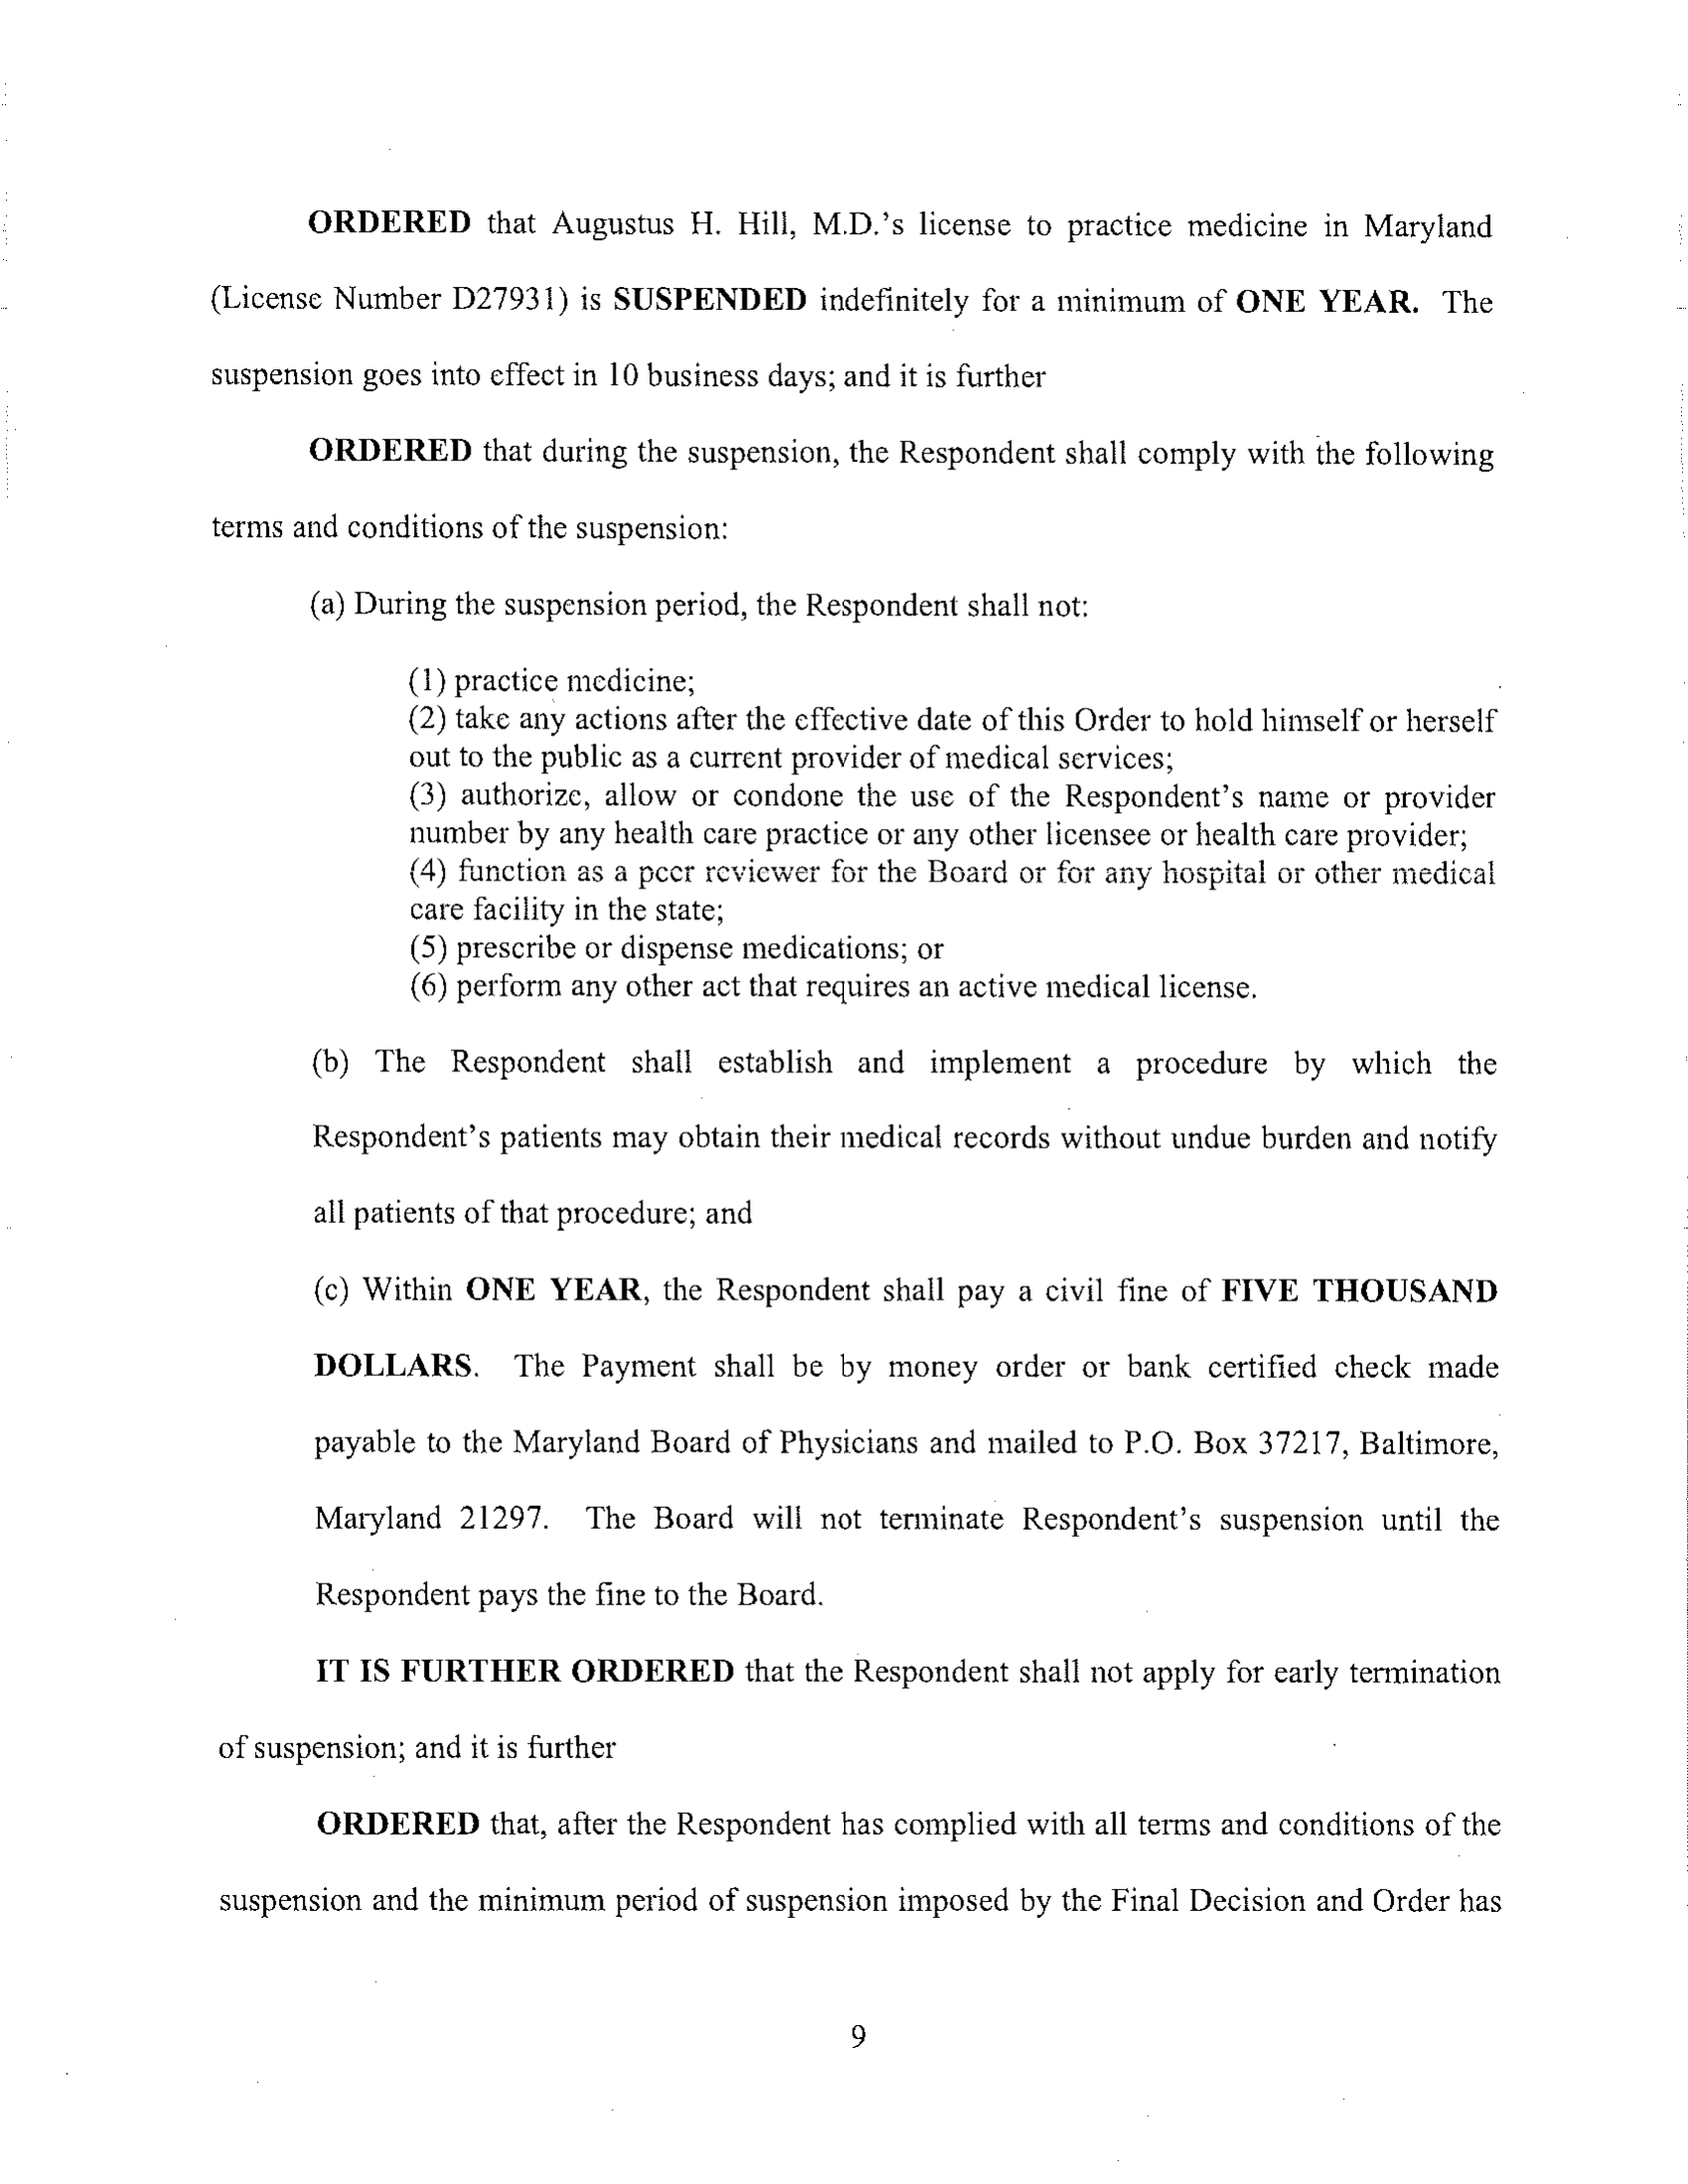 ORDERED that Augustus H. Hill, M.D.'s license to practice medicine in Maryland
(License Number D27931) is SUSPENDED indefinitely for a minimum of ONE YEAR. The
suspension goes into effect in 10 business days; and it is further
ORDERED that during the suspension, the Respondent shall comply with the following
terms and conditions of the suspension:
(a) During the suspension period, the Respondent shall not:
(1) practice medicine;
(2) take any actions after the effective date of this Order to hold himself or herself
out to the public as a current provider of medical services;
(3) authorize, allow or condone the use of the Respondent's name or provider
number by any health care practice or any other licensee or health care provider;
(4) function as a peer reviewer for the Board or for any hospital or other medical
care facility in the state;
(5) prescribe or dispense medications; or
(6) perform any other act that requires an active medical license.
(b) The Respondent shall establish and implement a procedure by which the
Respondent's patients may obtain their medical records without undue burden and notify
all patients of that procedure; and
(c) Within ONE YEAR, the Respondent shall pay a civil fine of FIVE THOUSAND
DOLLARS. The Payment shall be by money order or bank certified check made
payable to the Maryland Board of Physicians and mailed to P.O. Box 37217, Baltimore,
Maryland 21297. The Board will not terminate Respondent's suspension until the
Respondent pays the fine to the Board.
IT IS FURTHER ORDERED that the Respondent shall not apply for early termination
of suspension; and it is further
ORDERED that, after the Respondent has complied with all terms and conditions of the
suspension and the minimum period of suspension imposed by the Final Decision and Order has
9